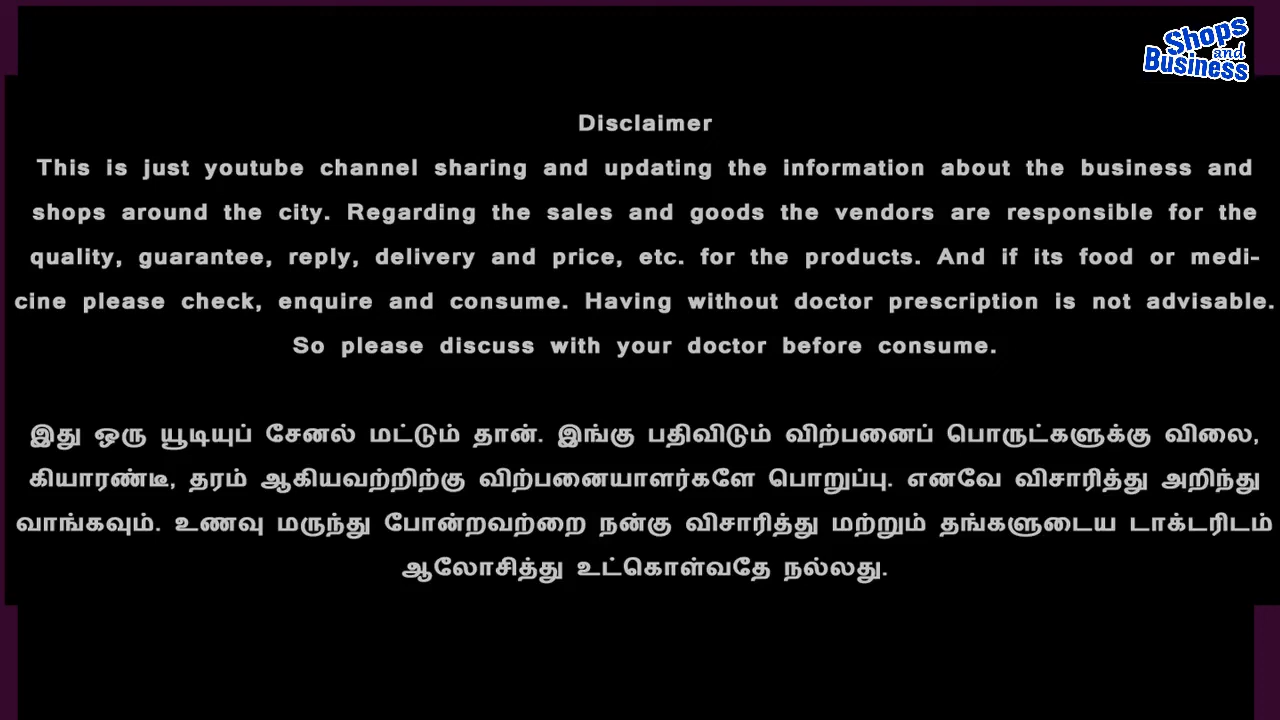 Shops
and
Business
Disclaimer
This is just youtube channel sharing and updating the information about the business and
shops around the city. Regarding the sales and goods the vendors are responsible for the
quality, guarantee, reply, delivery and price, etc. for the products. And if its food or medi-
cine please check, enquire and consume. Having without doctor prescription is not advisable.
So please discuss with your doctor before consume.
இது ஒரு யூடியுப் சேனல் மட்டும் தான். இங்கு பதிவிடும் விற்பனைப் பொருட்களுக்கு விலை,
கியாரண்டீ, தரம் ஆகியவற்றிற்கு விற்பனையாளர்களே பொறுப்பு. எனவே விசாரித்து அறிந்து
வாங்கவும். உணவு மருந்து போன்றவற்றை நன்கு விசாரித்து மற்றும் தங்களுடைய டாக்டரிடம்
ஆலோசித்து உட்கொள்வதே நல்லது.